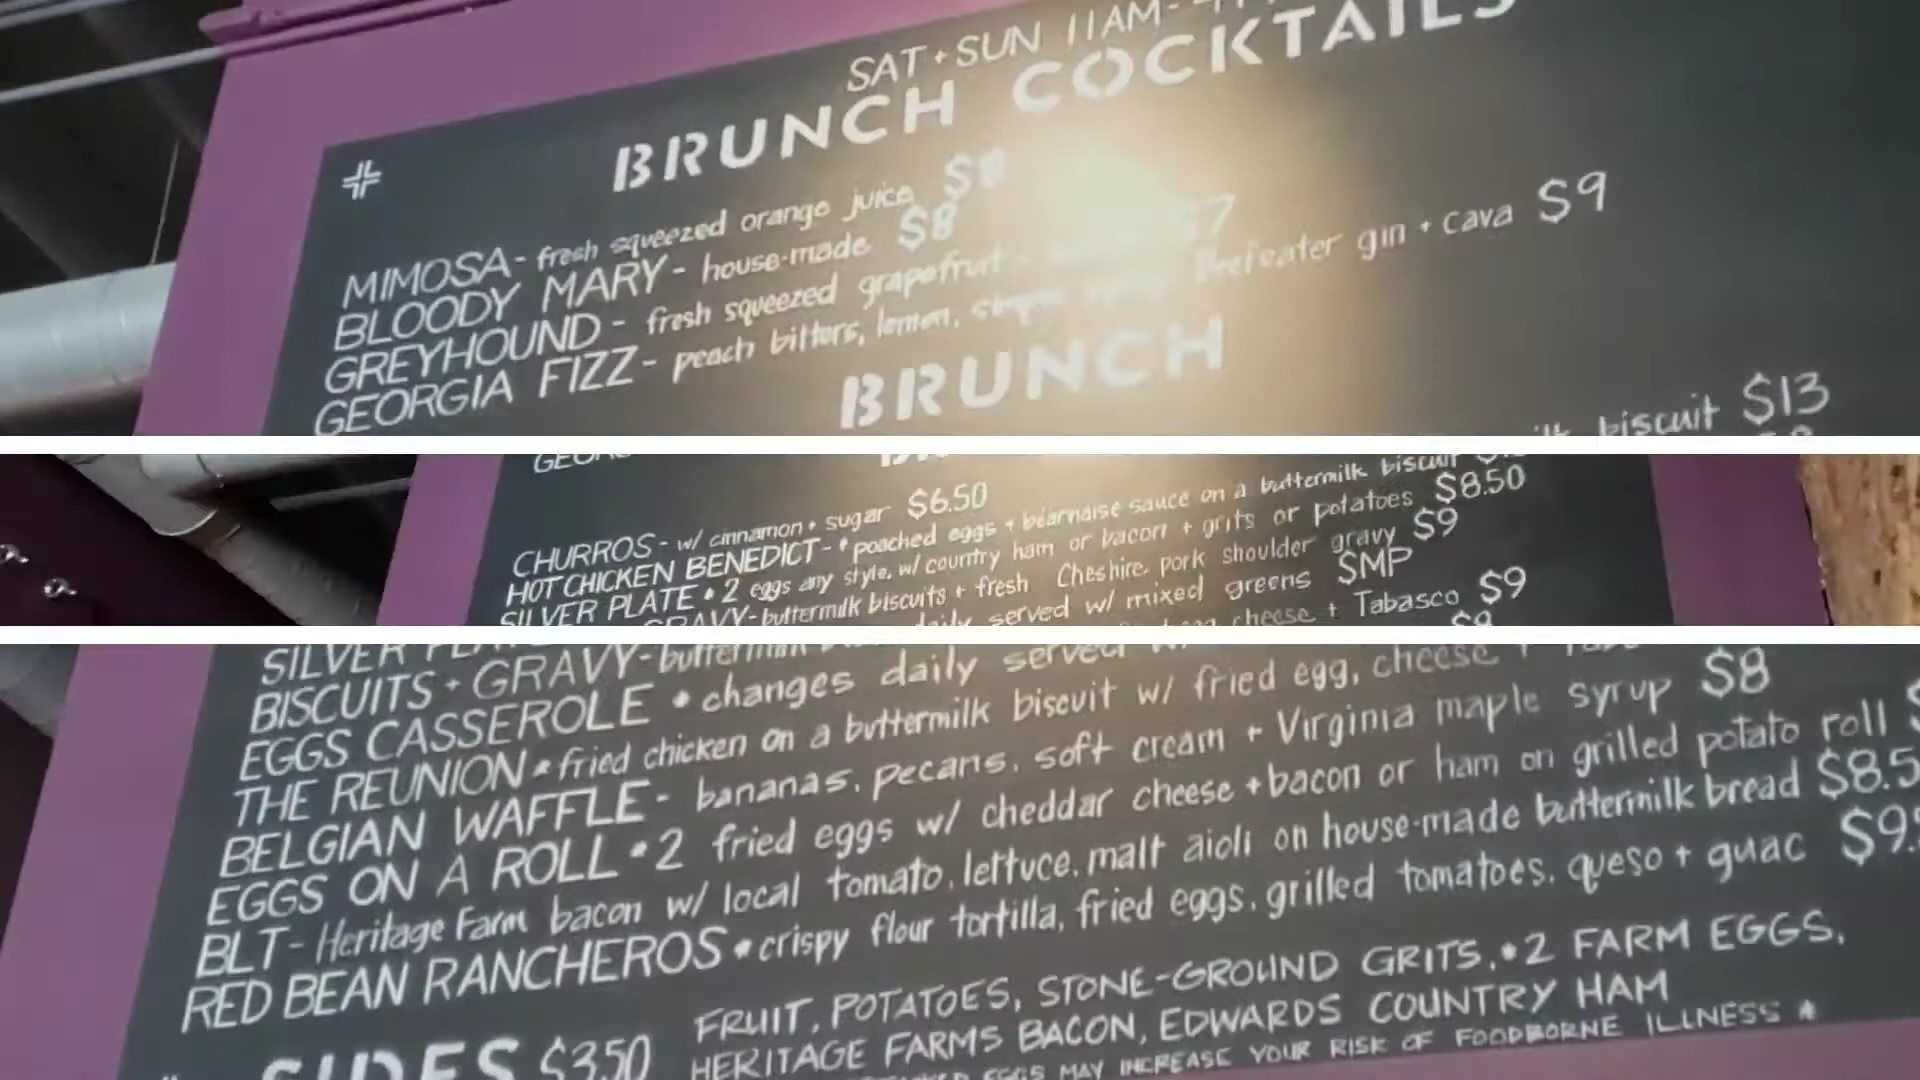 SAT + SUN 11AM-
BRUNCH COCKTAILS
MIMOSA - fresh squeezed orange juice
BLOODY MARY - house-made $8
GREYHOUND - fresh squeezed grapefruit - $7
GEORGIA FIZZ - peach bitters, lemon, Beefeater gin + cava $9
BRUNCH
biscuit $13
CHURROS - w/ cinnamon + sugar $6.50
HOT CHICKEN BENEDICT - * poached eggs + béarnaise sauce on a buttermilk biscuit
SILVER PLATE * 2 eggs any style, w/ country ham or bacon + grits or potatoes $8.50
GRAVY - buttermilk biscuits + fresh Cheshire pork shoulder gravy $9
daily served w/ mixed greens $MP
cheese + Tabasco $9
SILVER
BISCUITS + GRAVY - buttermilk
EGGS CASSEROLE * changes daily served
THE REUNION * fried chicken on a buttermilk biscuit w/ fried egg, cheese +
BELGIAN WAFFLE - bananas, pecans, soft cream + Virginia maple syrup $8
EGGS ON A ROLL * 2 fried eggs w/ cheddar cheese + bacon or ham on grilled potato roll
BLT - Heritage Farm bacon w/ local tomato, lettuce, malt aioli on house-made buttermilk bread $8.5
RED BEAN RANCHEROS * crispy flour tortilla, fried eggs, grilled tomatoes, queso + guac $9.
SIDES $3.50
FRUIT, POTATOES, STONE-GROUND GRITS, * 2 FARM EGGS,
HERITAGE FARMS BACON, EDWARDS COUNTRY HAM
EGGS MAY INCREASE YOUR RISK OF FOODBORNE ILLNESS *